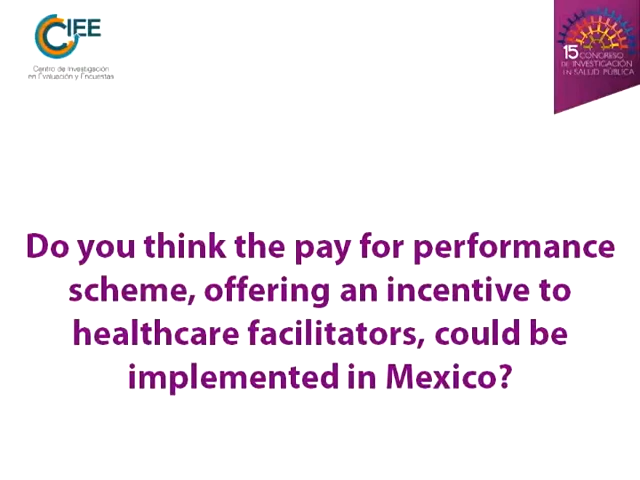 CIEE
Centro de Investigación
en Evaluación y Encuestas
15 CONGRESO
DE INVESTIGACIÓN
EN SALUD PÚBLICA
Do you think the pay for performance
scheme, offering an incentive to
healthcare facilitators, could be
implemented in Mexico?